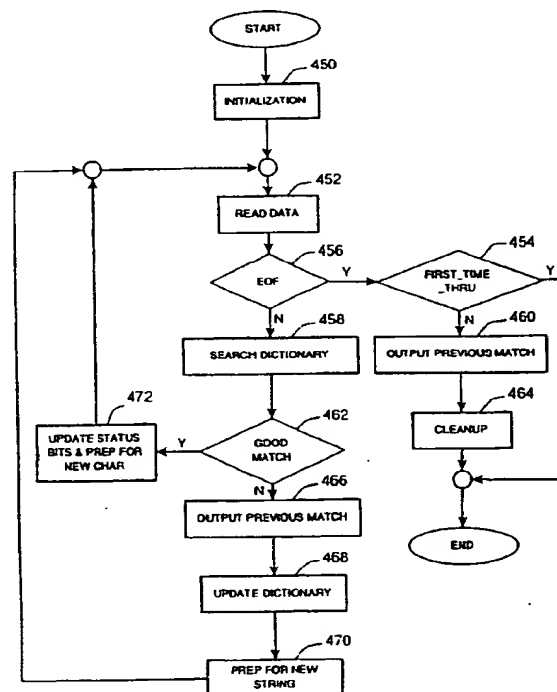 START
450
INITIALIZATION
452
READ DATA
456
EOF
Y
454
FIRST_TIME
_THRU
Y
N
458
SEARCH DICTIONARY
N
460
OUTPUT PREVIOUS MATCH
472
UPDATE STATUS
BITS & PREP FOR
NEW CHAR
Y
462
GOOD
MATCH
464
CLEANUP
N
466
OUTPUT PREVIOUS MATCH
END
468
UPDATE DICTIONARY
470
PREP FOR NEW
STRING